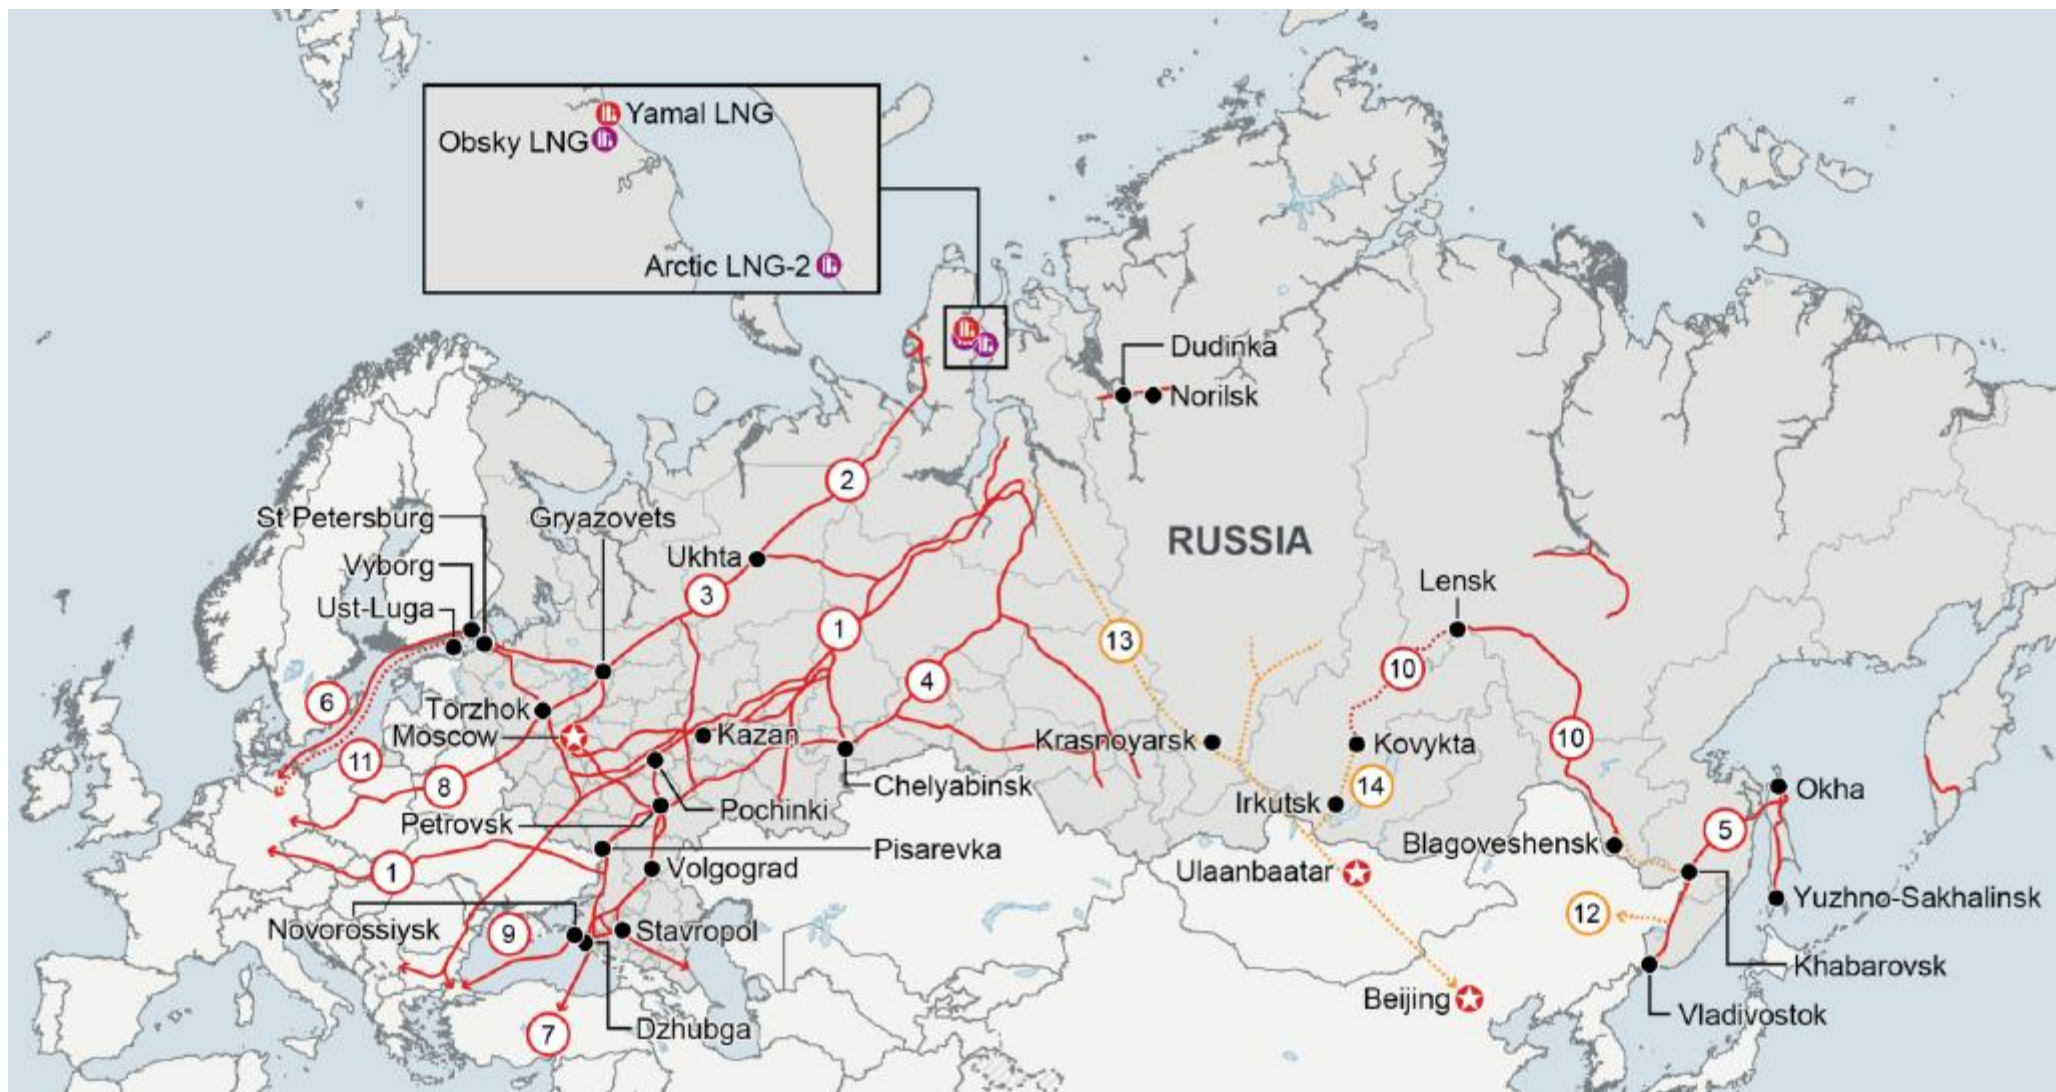 Yamal LNG
Obsky LNG
Arctic LNG-2
Dudinka
Norilsk
2
St Petersburg
Gryazovets
RUSSIA
Ukhta
Vyborg
Lensk
3
Ust-Luga
1
13
10
4
6
Torzhok
Moscow
Kazan
Krasnoyarsk
Kovykta
10
11
8
Chelyabinsk
14
Okha
Petrovsk
Pochinki
Irkutsk
5
Pisarevka
Blagoveshensk
1
Volgograd
Ulaanbaatar
Yuzhno-Sakhalinsk
12
Novorossiysk
9
Stavropol
Khabarovsk
Beijing
Vladivostok
7
Dzhubga